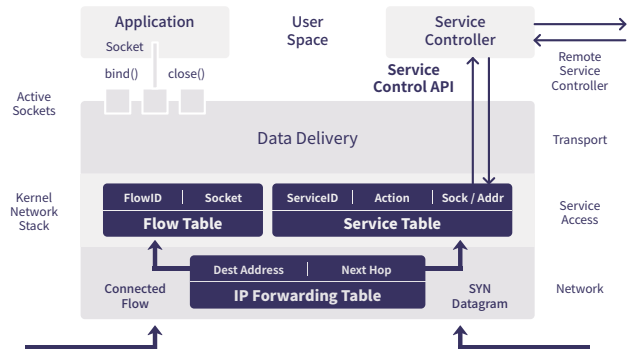 Application
User
Space
Service
Controller
Socket
bind()
close()
Service
Control API
Remote
Service
Controller
Active
Sockets
Data Delivery
Transport
Kernel
Network
Stack
FlowID
Socket
Flow Table
ServiceID
Action
Sock / Addr
Service Table
Service
Access
Dest Address
Next Hop
IP Forwarding Table
Connected
Flow
SYN
Datagram
Network